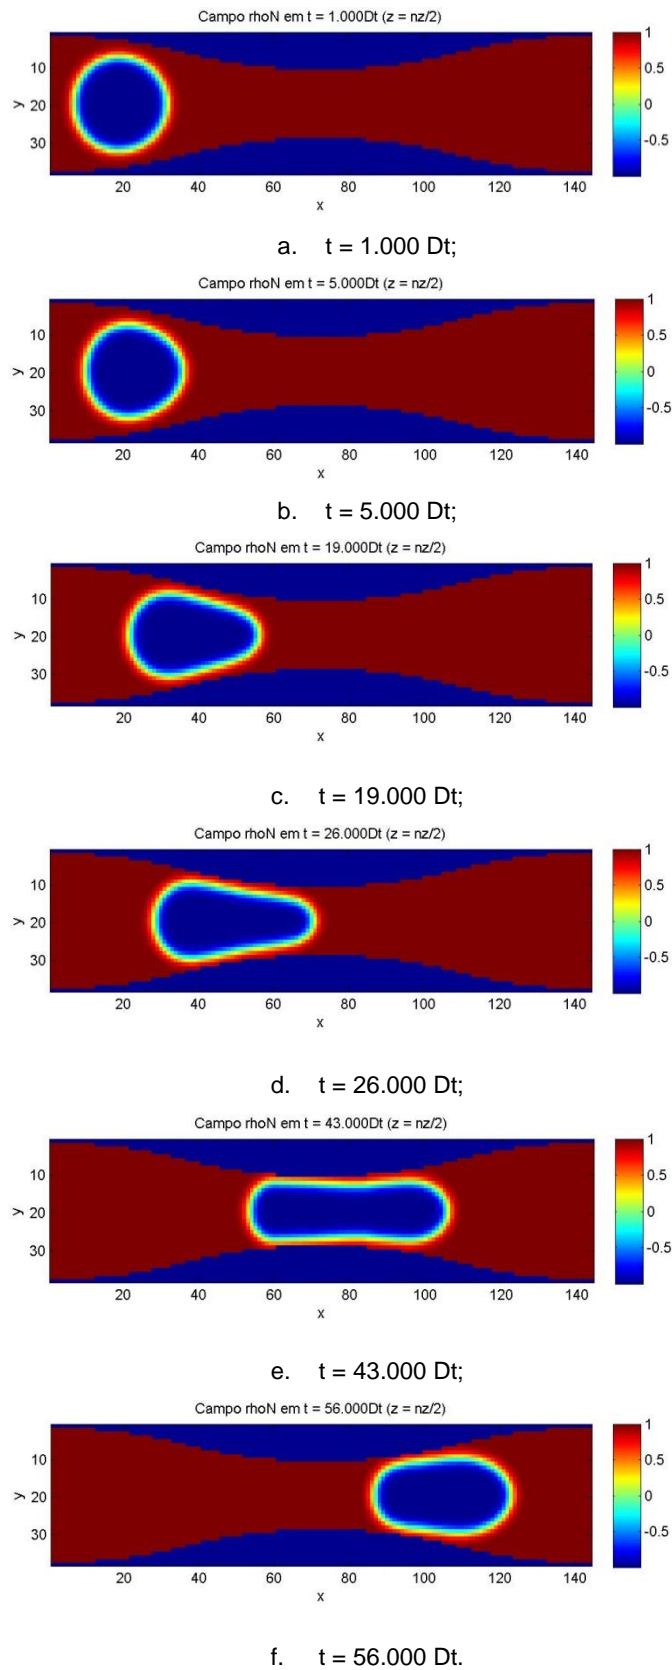 Campo rhoN em t = 1.000Dt (z = nz/2)
1
0.5
0
-0.5
10
20
30
y
20 40 60 80 100 120 140
x
a. t = 1.000 Dt;
Campo rhoN em t = 5.000Dt (z = nz/2)
1
0.5
0
-0.5
10
20
30
y
20 40 60 80 100 120 140
x
b. t = 5.000 Dt;
Campo rhoN em t = 19.000Dt (z = nz/2)
1
0.5
0
-0.5
10
20
30
y
20 40 60 80 100 120 140
x
c. t = 19.000 Dt;
Campo rhoN em t = 26.000Dt (z = nz/2)
1
0.5
0
-0.5
10
20
30
y
20 40 60 80 100 120 140
x
d. t = 26.000 Dt;
Campo rhoN em t = 43.000Dt (z = nz/2)
1
0.5
0
-0.5
10
20
30
y
20 40 60 80 100 120 140
x
e. t = 43.000 Dt;
Campo rhoN em t = 56.000Dt (z = nz/2)
1
0.5
0
-0.5
10
20
30
y
20 40 60 80 100 120 140
x
f. t = 56.000 Dt.